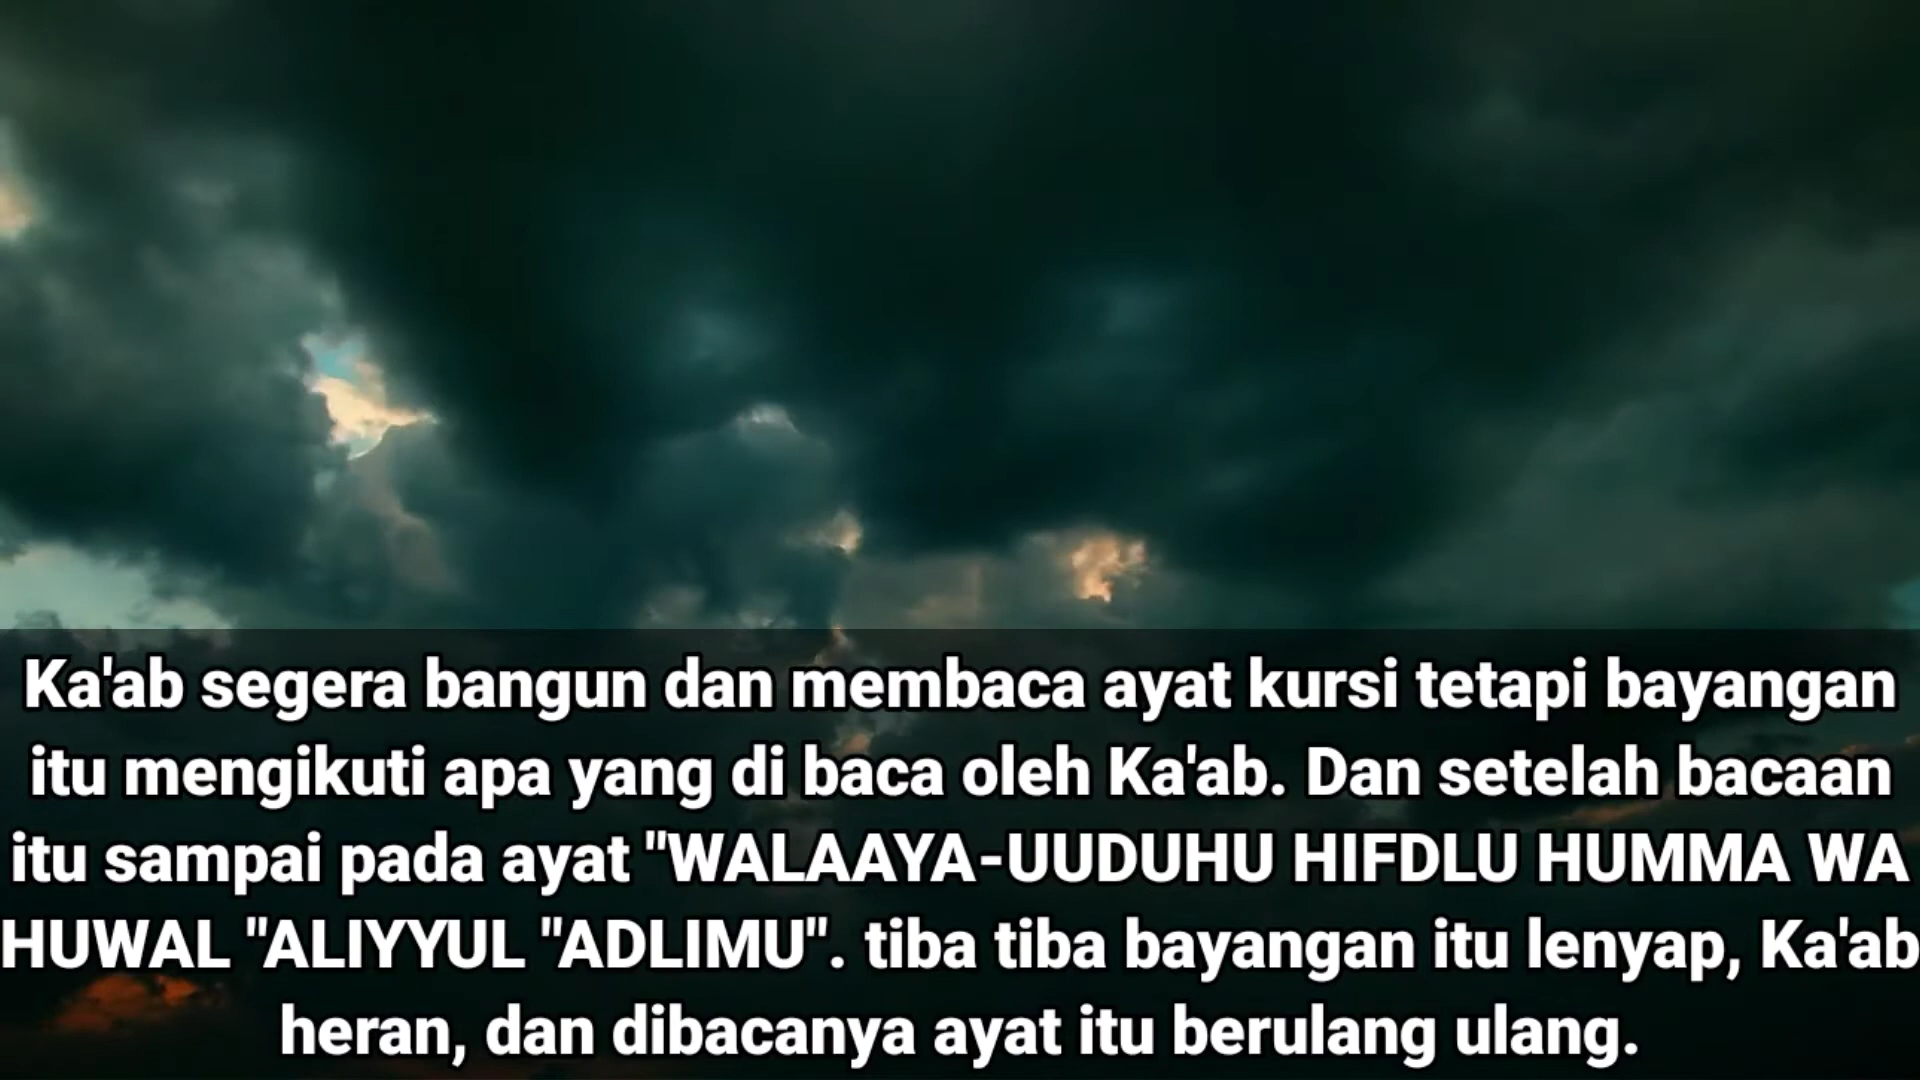 Ka'ab segera bangun dan membaca ayat kursi tetapi bayangan
itu mengikuti apa yang di baca oleh Ka'ab. Dan setelah bacaan
itu sampai pada ayat "WALAAYA-UUDUHU HIFDLU HUMMA WA
HUWAL "ALIYYUL "ADLIMU". tiba tiba bayangan itu lenyap, Ka'ab
heran, dan dibacanya ayat itu berulang ulang.